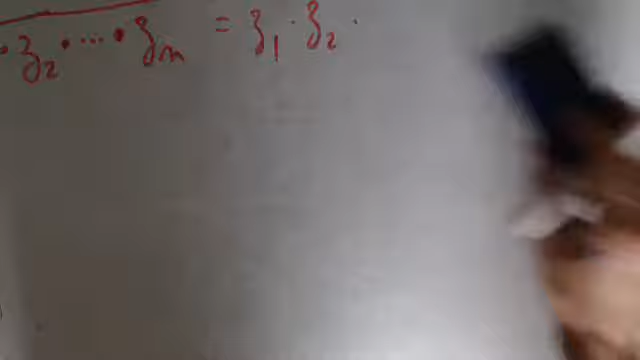 · z₂ · ... · zₙ = z₁ · z₂ ·